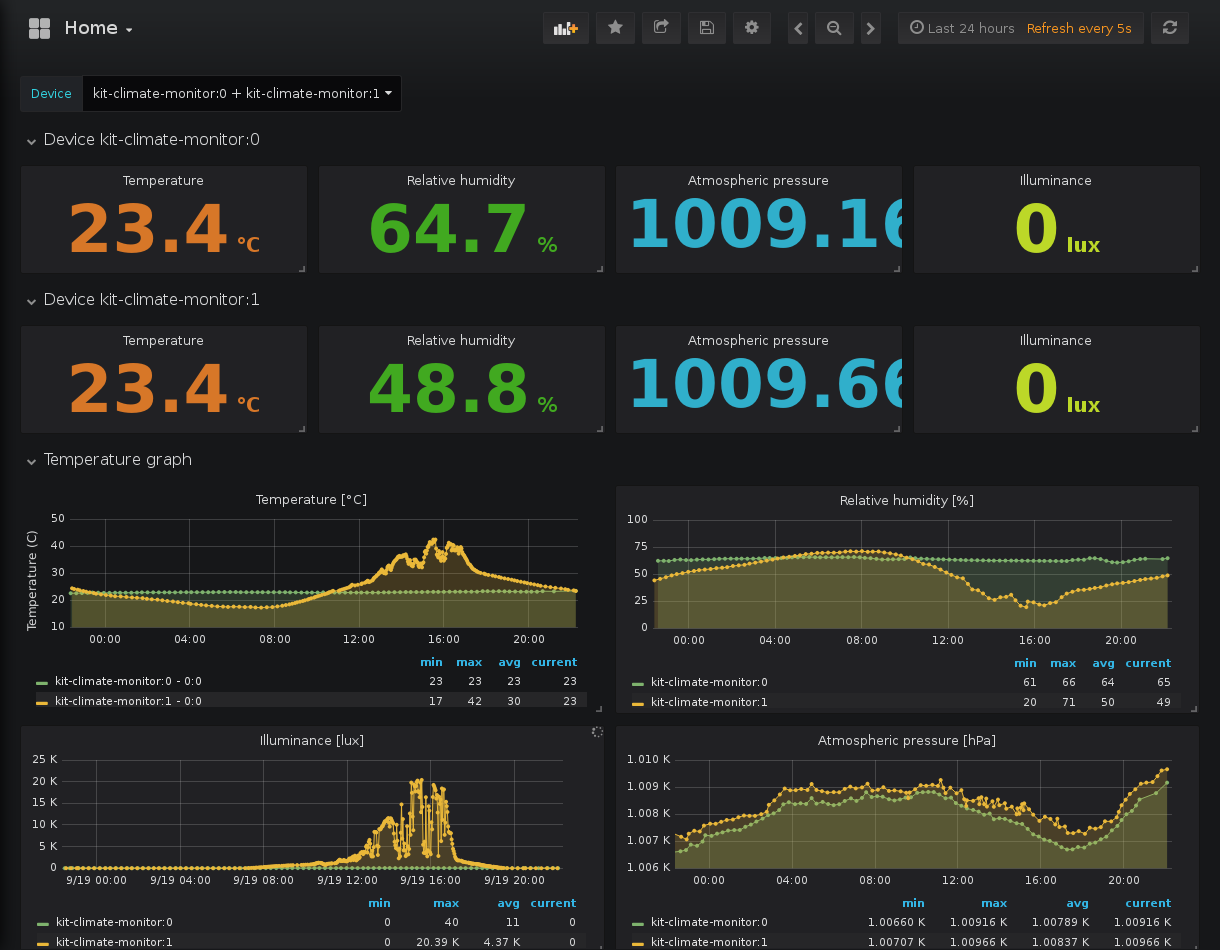 Home
Last 24 hours Refresh every 5s
Device kit-climate-monitor:0 + kit-climate-monitor:1
Device kit-climate-monitor:0
Temperature Relative humidity Atmospheric pressure Illuminance
23.4 °C 64.7 % 1009.16 0 lux
Device kit-climate-monitor:1
Temperature Relative humidity Atmospheric pressure Illuminance
23.4 °C 48.8 % 1009.66 0 lux
Temperature graph
Temperature [°C]
Temperature (C)
50
40
30
20
10
00:00 04:00 08:00 12:00 16:00 20:00
min max avg current
kit-climate-monitor:0 - 0:0 23 23 23 23
kit-climate-monitor:1 - 0:0 17 42 30 23
Relative humidity [%]
100
75
50
25
0
00:00 04:00 08:00 12:00 16:00 20:00
min max avg current
kit-climate-monitor:0 61 66 64 65
kit-climate-monitor:1 20 71 50 49
Illuminance [lux]
25 K
20 K
15 K
10 K
5 K
0
9/19 00:00 9/19 04:00 9/19 08:00 9/19 12:00 9/19 16:00 9/19 20:00
min max avg current
kit-climate-monitor:0 0 40 11 0
kit-climate-monitor:1 0 20.39 K 4.37 K 0
Atmospheric pressure [hPa]
1.010 K
1.009 K
1.008 K
1.007 K
1.006 K
00:00 04:00 08:00 12:00 16:00 20:00
min max avg current
kit-climate-monitor:0 1.00660 K 1.00916 K 1.00789 K 1.00916 K
kit-climate-monitor:1 1.00707 K 1.00966 K 1.00837 K 1.00966 K